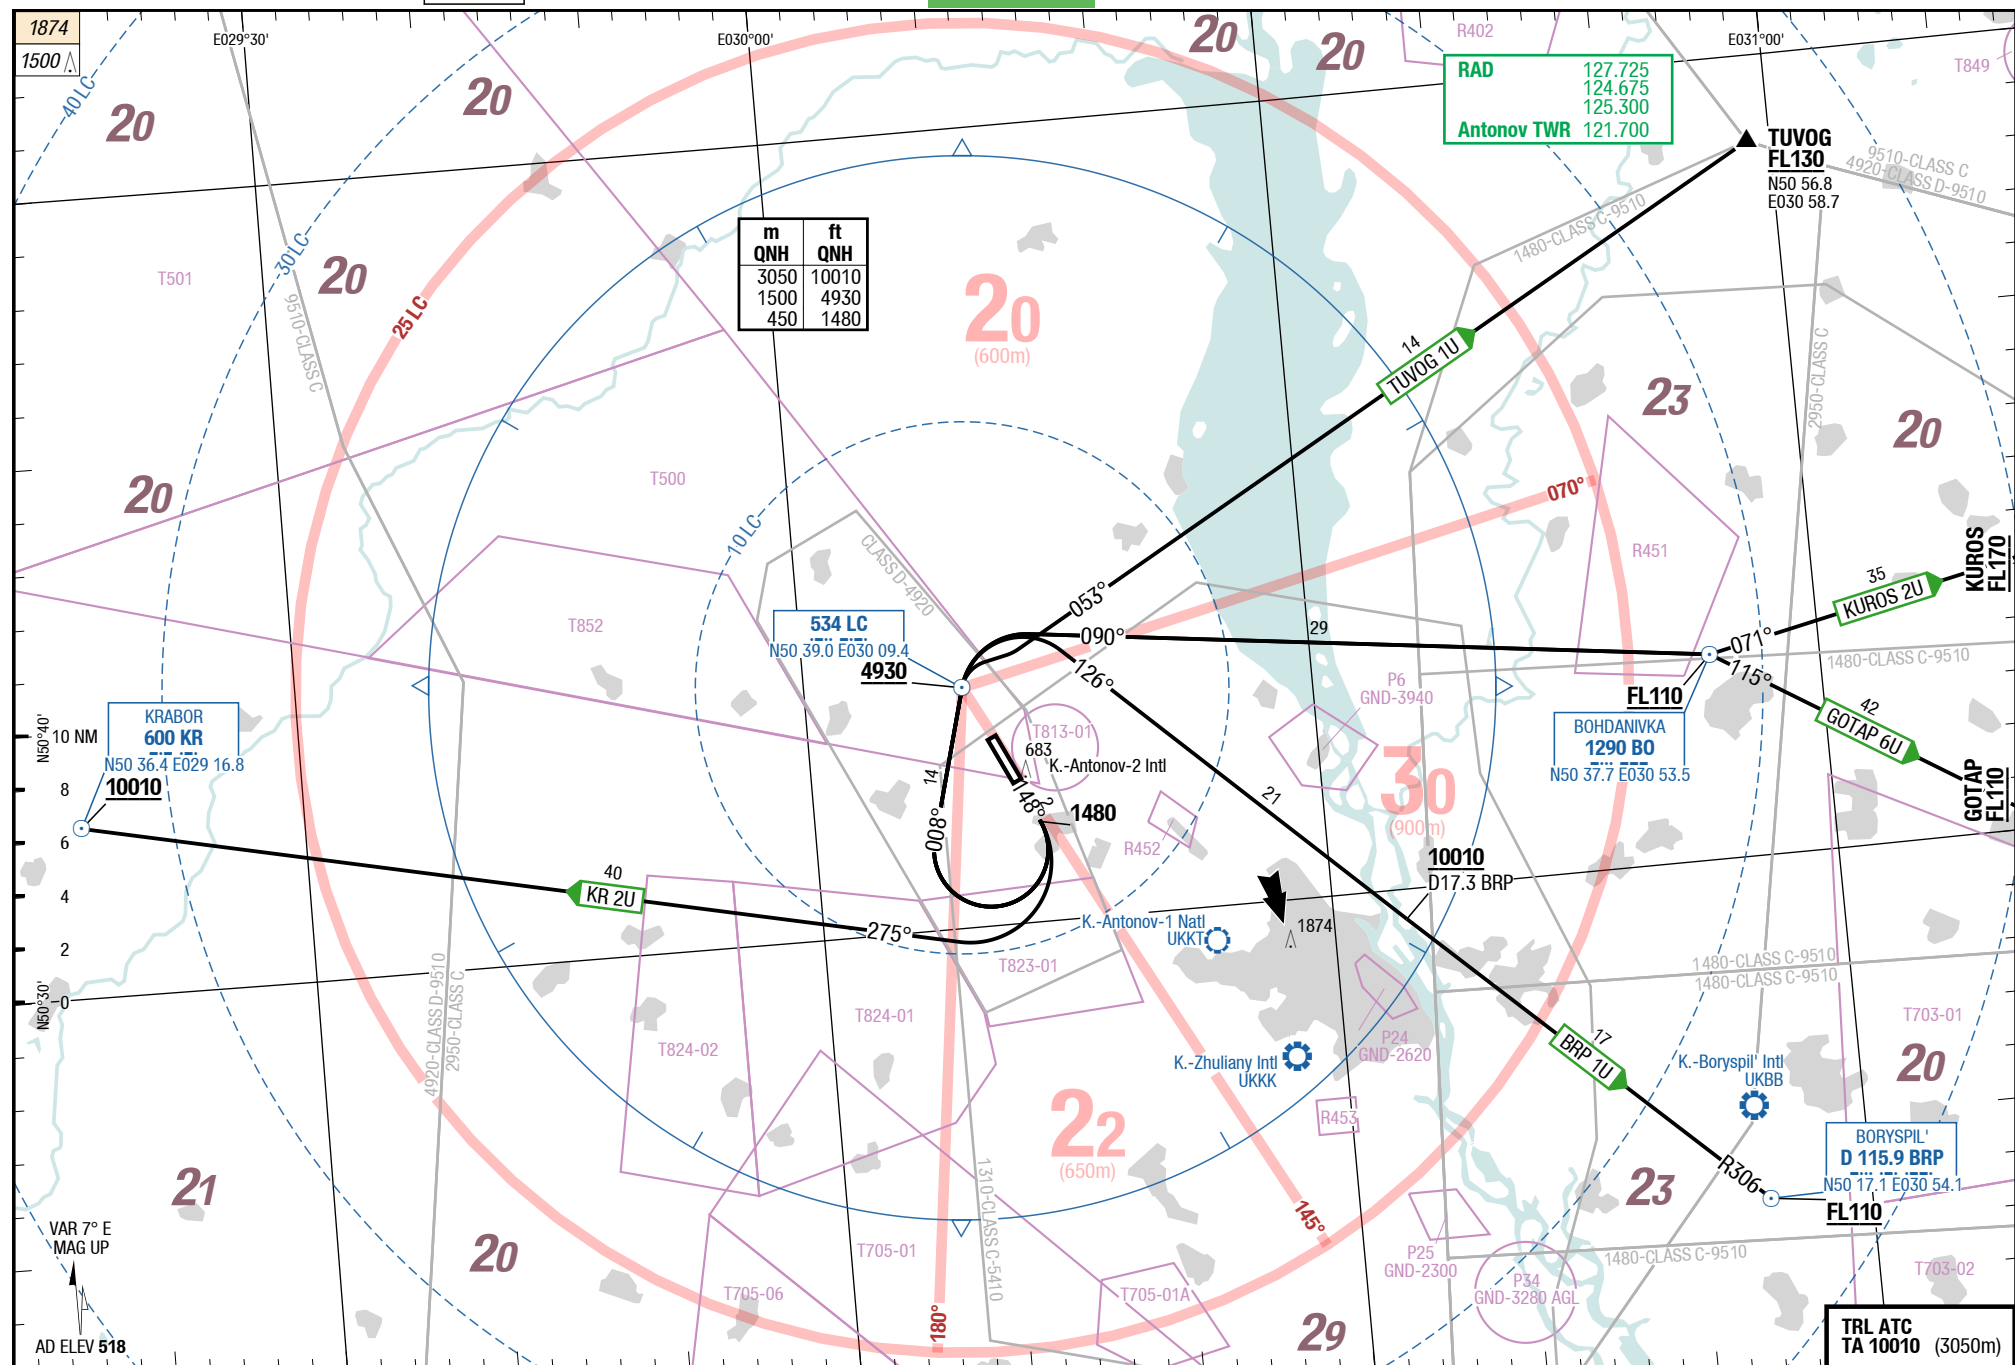 1874
1500
E029°30'
E030°00'
E031°00'
40 LC
20
20
20
20
R402
T849
RAD 127.725
124.675
125.300
Antonov TWR 121.700
TUVOG
FL130
N50 56.8
E030 58.7
9510-CLASS C
4920-CLASS D-9510
1480-CLASS C-9510
T501
30 LC
20
9510-CLASS C
25 LC
m ft
QNH QNH
3050 10010
1500 4930
450 1480
20
(600m)
14
TUVOG 1U
23
2950-CLASS C
20
20
T500
10 LC
070°
R451
CLASS D-4920
KUROS
FL170
35
KUROS 2U
T852
534 LC
N50 39.0 E030 09.4
4930
053°
090°
29
126°
071°
115°
1480-CLASS C-9510
P6
GND-3940
FL110
BOHDANIVKA
1290 BO
N50 37.7 E030 53.5
42
GOTAP 6U
GOTAP
FL110
KRABOR
600 KR
N50 36.4 E029 16.8
10010
N50°40'
10 NM
8
6
4
2
0
N50°30'
T813-01
683
K.-Antonov-2 Intl
14
008°
148°
2
1480
21
30
(900m)
R452
10010
D17.3 BRP
40
KR 2U
275°
K.-Antonov-1 Natl
UKKT
1874
T823-01
1480-CLASS C-9510
1480-CLASS C-9510
4920-CLASS D-9510
2950-CLASS C
T824-01
T824-02
P24
GND-2620
K.-Zhuliany Intl
UKKK
17
BRP 1U
K.-Boryspil' Intl
UKBB
T703-01
20
R453
22
(650m)
BORYSPIL'
D 115.9 BRP
N50 17.1 E030 54.1
FL110
R306
23
21
VAR 7° E
MAG UP
20
1310-CLASS C-5410
145°
T705-01
T705-06
T705-01A
180°
P25
GND-2300
P34
GND-3280 AGL
1480-CLASS C-9510
T703-02
29
AD ELEV 518
TRL ATC
TA 10010 (3050m)